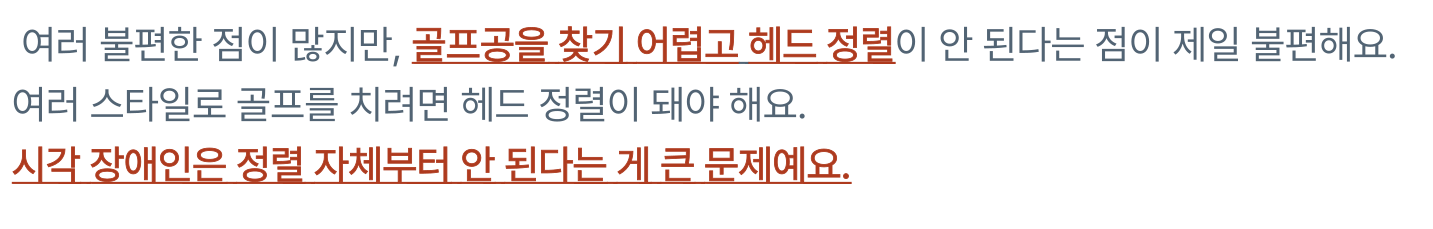 여러 불편한 점이 많지만, 골프공을 찾기 어렵고 헤드 정렬이 안 된다는 점이 제일 불편해요.
여러 스타일로 골프를 치려면 헤드 정렬이 돼야 해요.
시각 장애인은 정렬 자체부터 안 된다는 게 큰 문제예요.